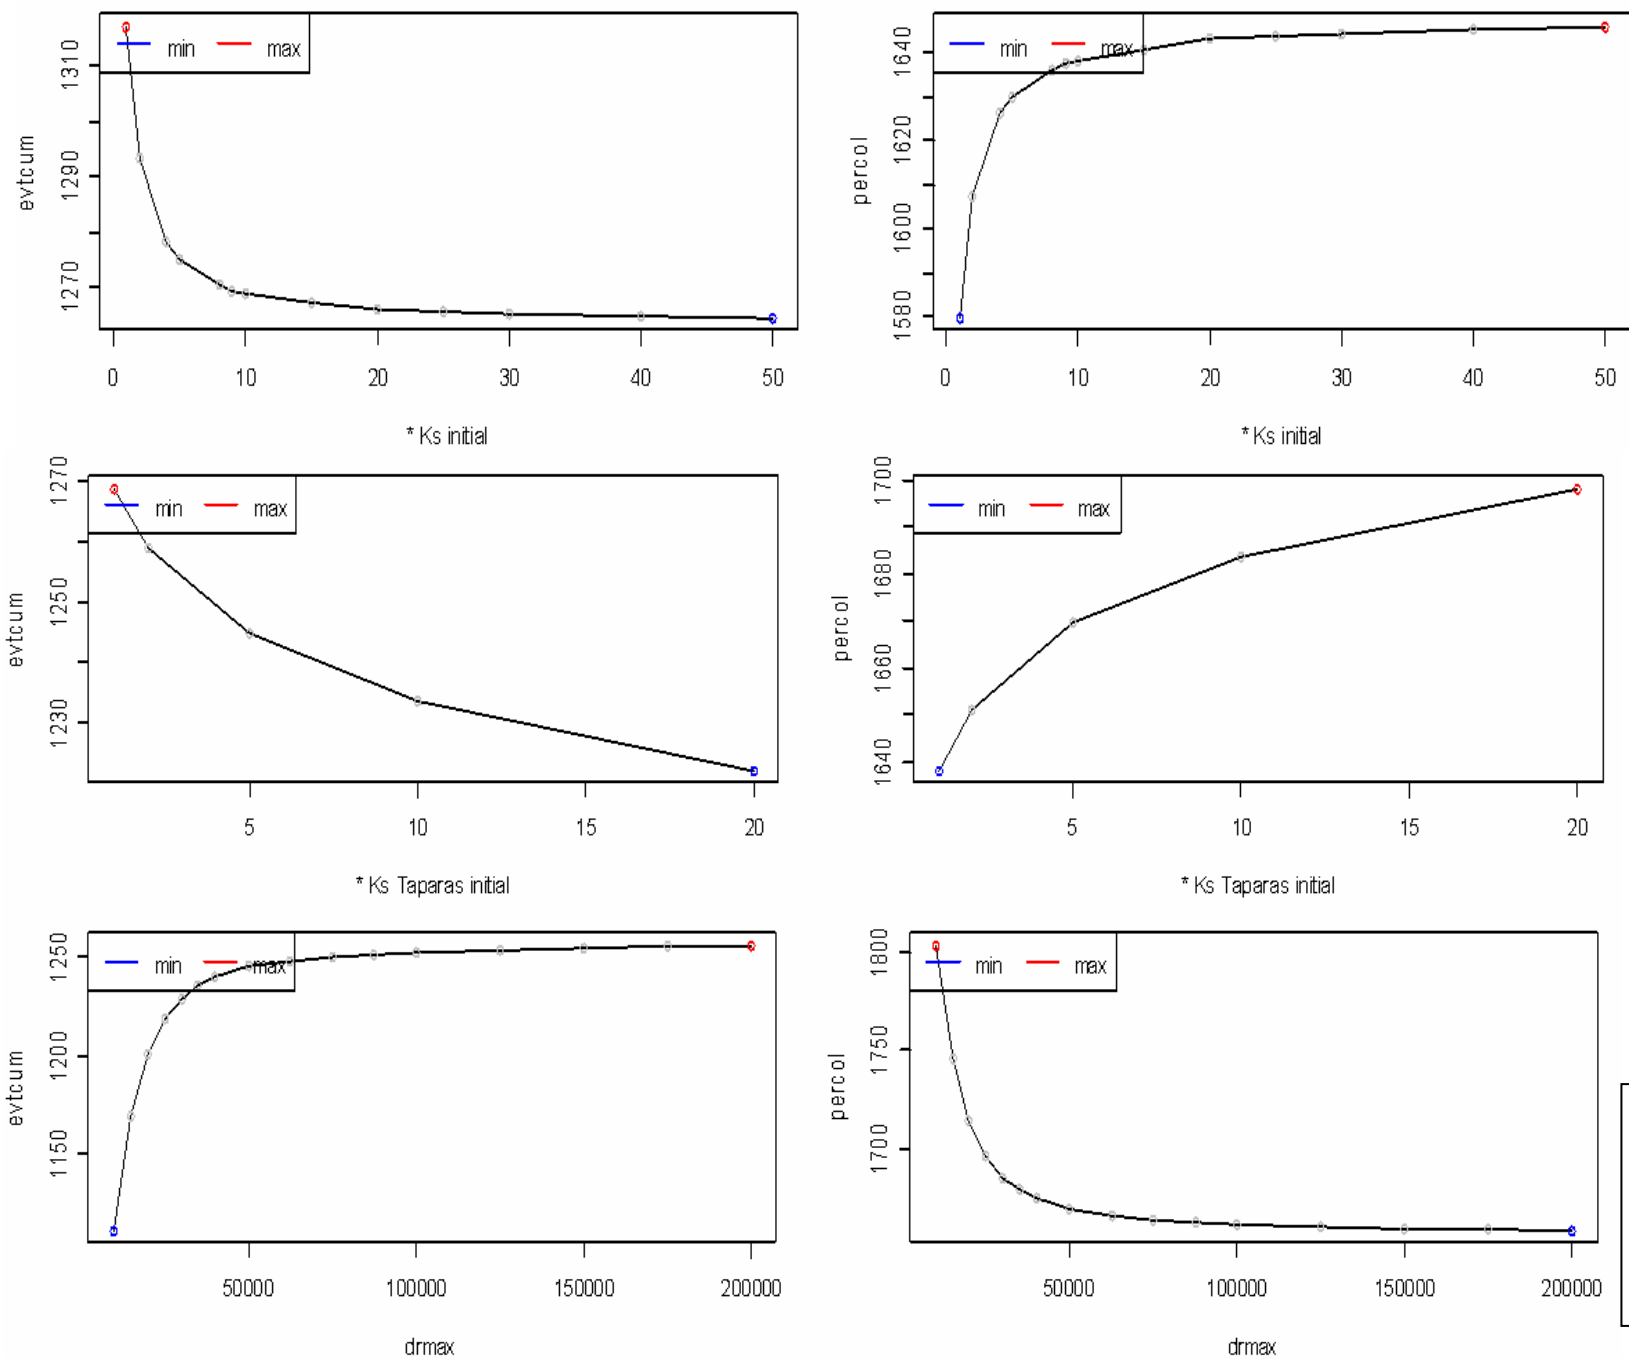 evtcum
1310
1290
1270
min max
0 10 20 30 40 50
* Ks initial
percol
1640
1620
1600
1580
min max
0 10 20 30 40 50
* Ks initial
evtcum
1270
1250
1230
min max
5 10 15 20
* Ks Taparas initial
percol
1700
1680
1660
1640
min max
5 10 15 20
* Ks Taparas initial
evtcum
1250
1200
1150
min max
50000 100000 150000 200000
drmax
percol
1800
1750
1700
min max
50000 100000 150000 200000
drmax